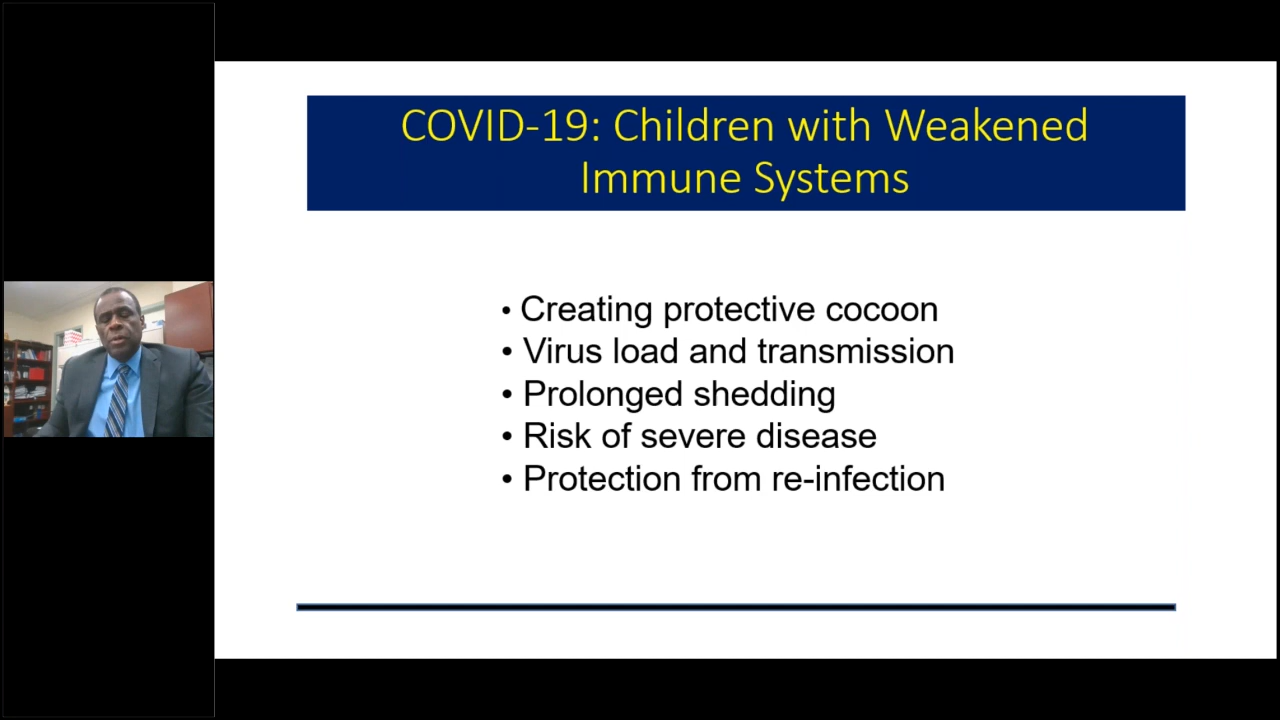 COVID-19: Children with Weakened
Immune Systems
• Creating protective cocoon
• Virus load and transmission
• Prolonged shedding
• Risk of severe disease
• Protection from re-infection